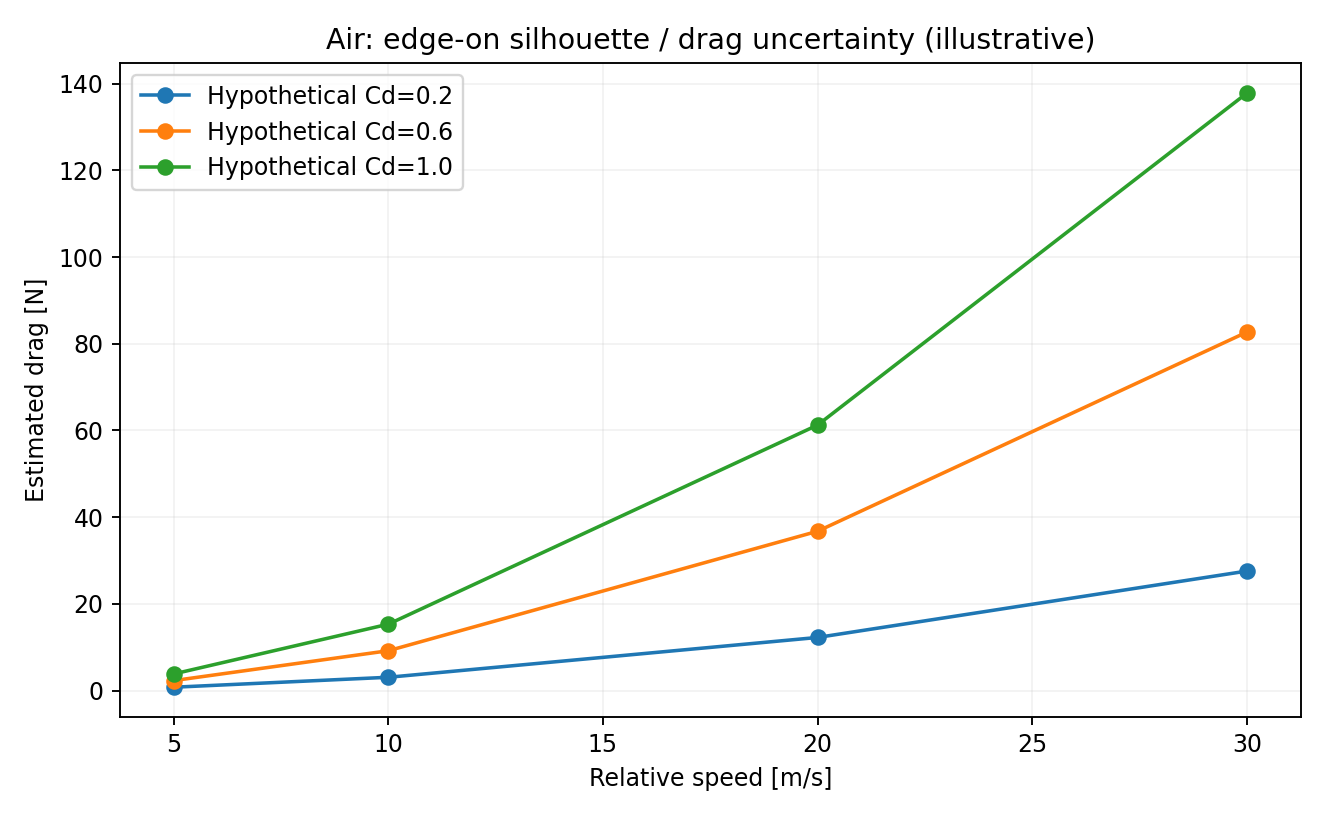 Air: edge-on silhouette / drag uncertainty (illustrative)
Hypothetical Cd=0.2
Hypothetical Cd=0.6
Hypothetical Cd=1.0
Estimated drag [N]
140
120
100
80
60
40
20
0
5 10 15 20 25 30
Relative speed [m/s]